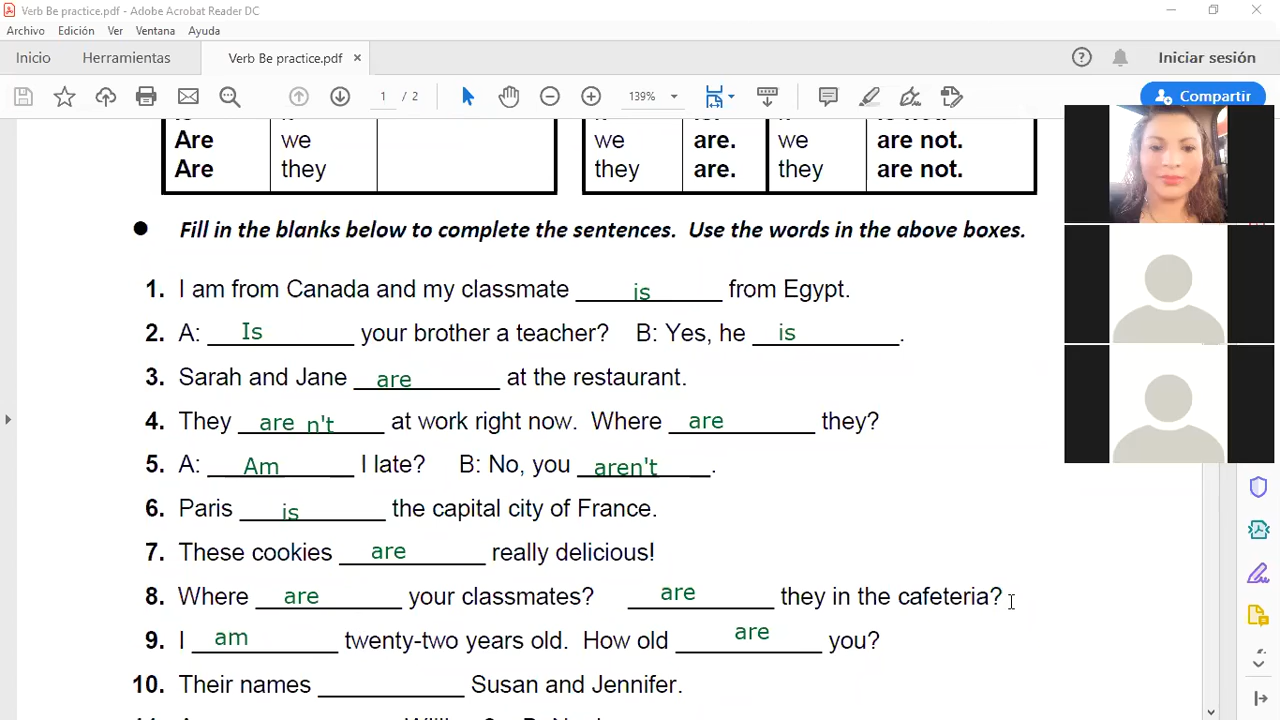 Verb Be practice.pdf - Adobe Acrobat Reader DC
Archivo Edición Ver Ventana Ayuda
Inicio Herramientas Verb Be practice.pdf × Iniciar sesión
1 / 2 139% Compartir
Are we we are. we are not.
Are they they are. they are not.
● Fill in the blanks below to complete the sentences. Use the words in the above boxes.
1. I am from Canada and my classmate is from Egypt.
2. A: Is your brother a teacher? B: Yes, he is.
3. Sarah and Jane are at the restaurant.
4. They are n't at work right now. Where are they?
5. A: Am I late? B: No, you aren't.
6. Paris is the capital city of France.
7. These cookies are really delicious!
8. Where are your classmates? are they in the cafeteria?
9. I am twenty-two years old. How old are you?
10. Their names ________ Susan and Jennifer.